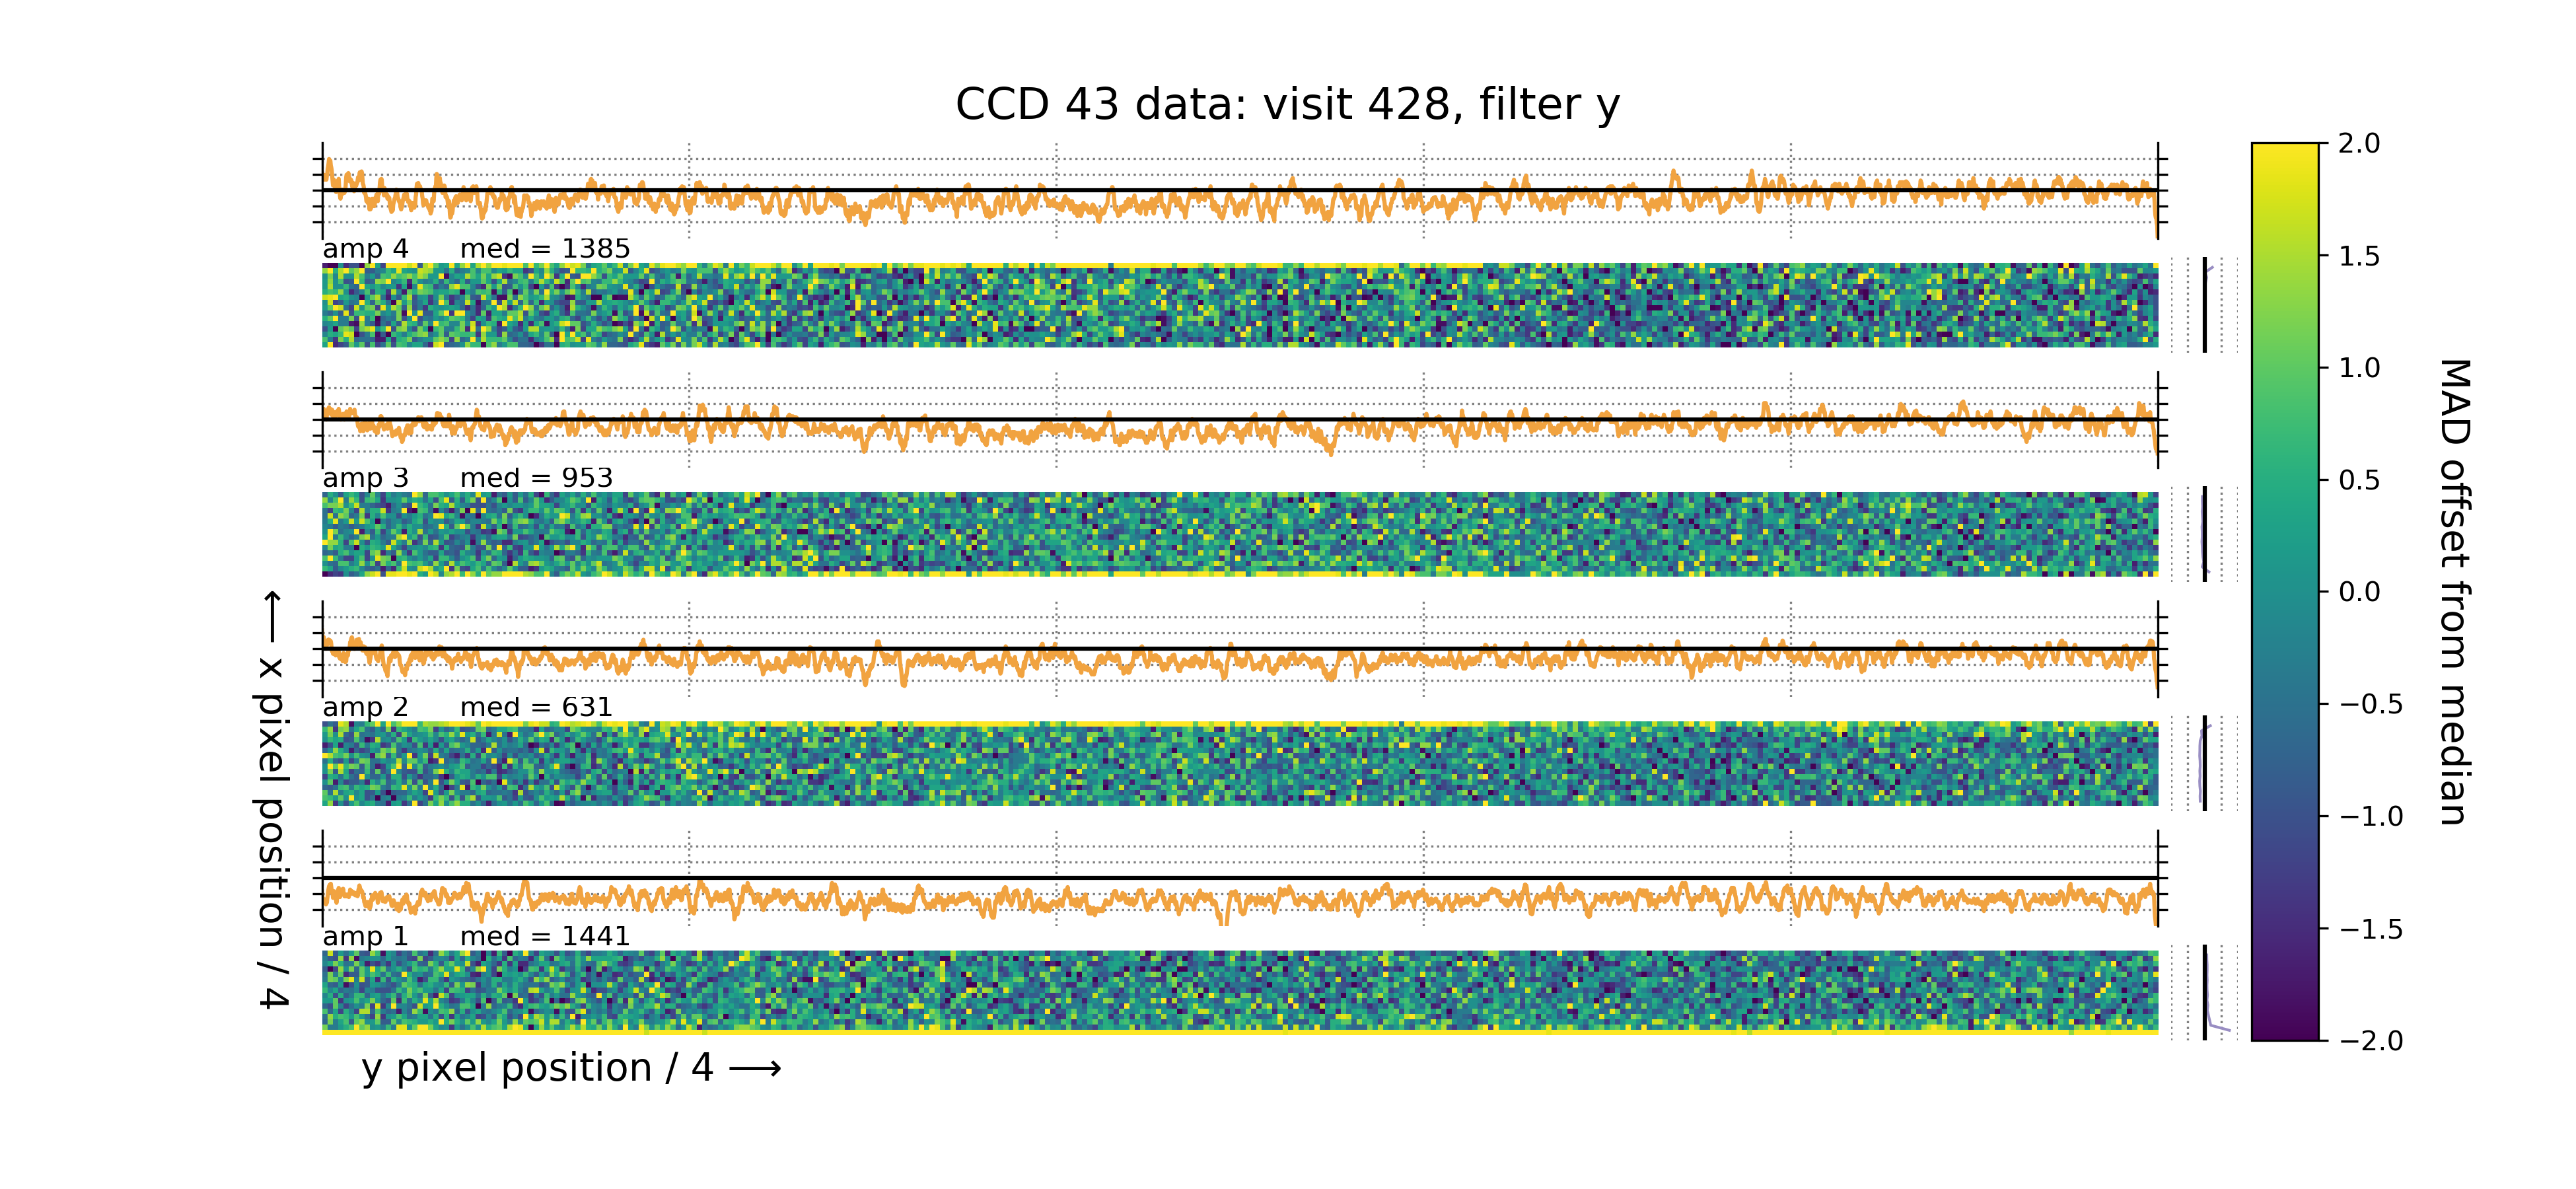 CCD 43 data: visit 428, filter y
amp 4 med = 1385
amp 3 med = 953
amp 2 med = 631
amp 1 med = 1441
⟵ x pixel position / 4
y pixel position / 4 ⟶
2.0
1.5
1.0
0.5
0.0
−0.5
−1.0
−1.5
−2.0
MAD offset from median